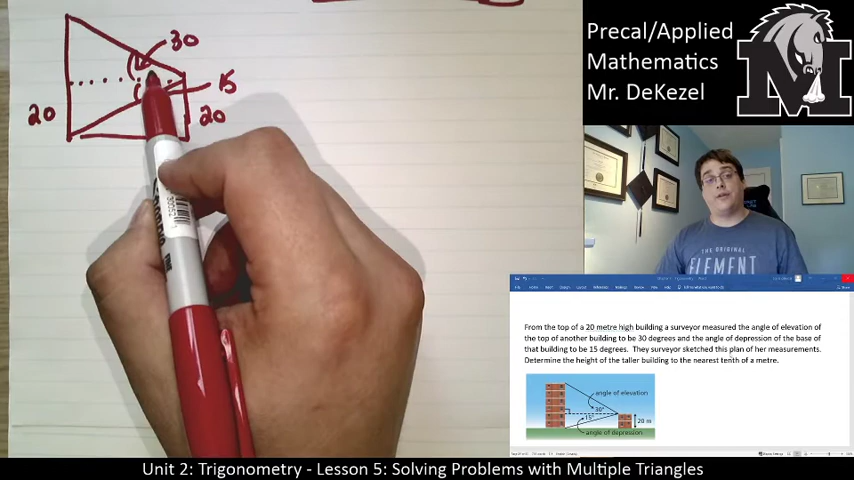 Precal/Applied
Mathematics
Mr. DeKezel
30
15
20
20
THE ORIGINAL
ELEMENT
From the top of a 20 metre high building a surveyor measured the angle of elevation of
the top of another building to be 30 degrees and the angle of depression of the base of
that building to be 15 degrees. They surveyor sketched this plan of her measurements.
Determine the height of the taller building to the nearest tenth of a metre.
angle of elevation
30°
15°
20 m
angle of depression
Unit 2: Trigonometry - Lesson 5: Solving Problems with Multiple Triangles